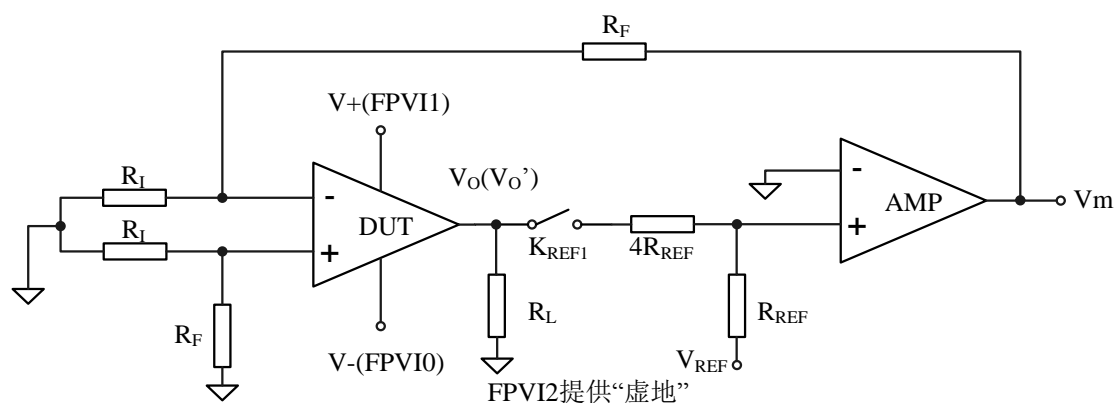 R_F
V+(FPVI1)
R_I
-
V_O(V_O’)
-
AMP
Vm
R_I
DUT
+
K_REF1
4R_REF
+
R_F
R_L
R_REF
V-(FPVI0)
V_REF
FPVI2提供“虚地”